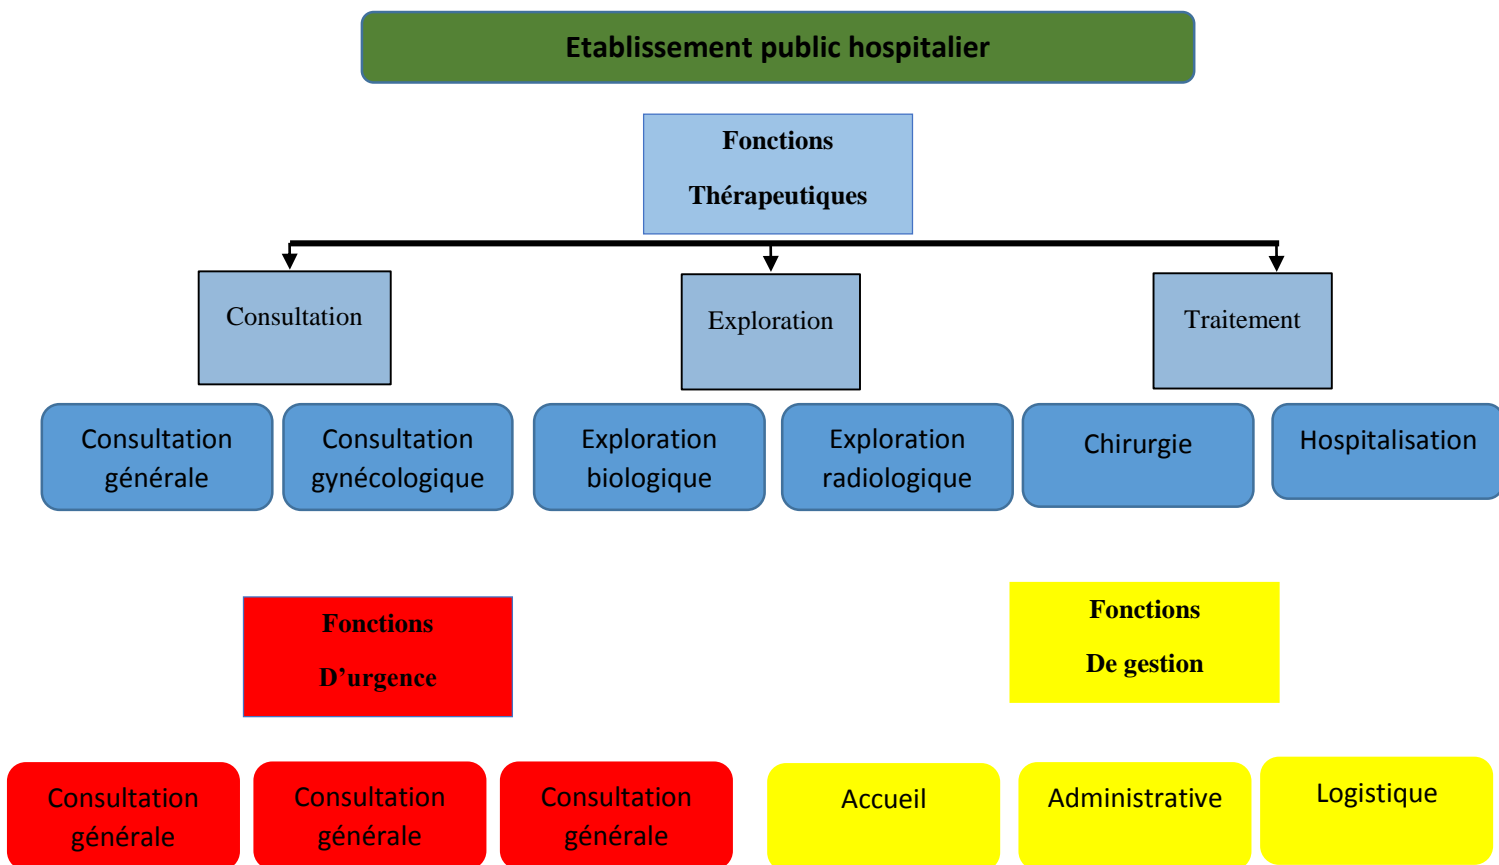 Etablissement public hospitalier
Fonctions
Thérapeutiques
Consultation
Exploration
Traitement
Consultation
générale
Consultation
gynécologique
Exploration
biologique
Exploration
radiologique
Chirurgie
Hospitalisation
Fonctions
D’urgence
Fonctions
De gestion
Consultation
générale
Consultation
générale
Consultation
générale
Accueil
Administrative
Logistique